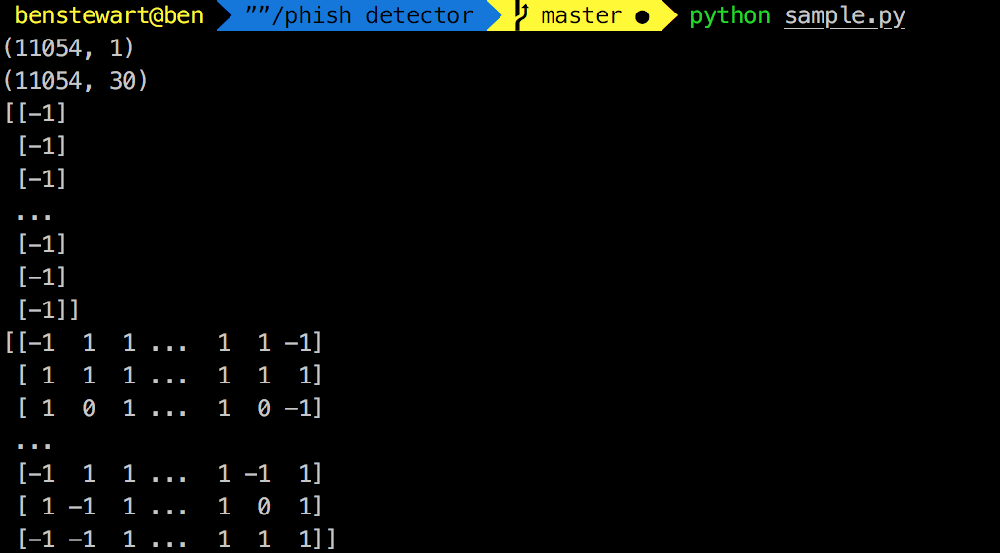 benstewart@ben ””/phish detector master ● python sample.py
(11054, 1)
(11054, 30)
[[-1]
 [-1]
 [-1]
 ...
 [-1]
 [-1]
 [-1]]
[[-1  1  1 ...  1  1 -1]
 [ 1  1  1 ...  1  1  1]
 [ 1  0  1 ...  1  0 -1]
 ...
 [-1  1  1 ...  1 -1  1]
 [ 1 -1  1 ...  1  0  1]
 [-1 -1  1 ...  1  1  1]]